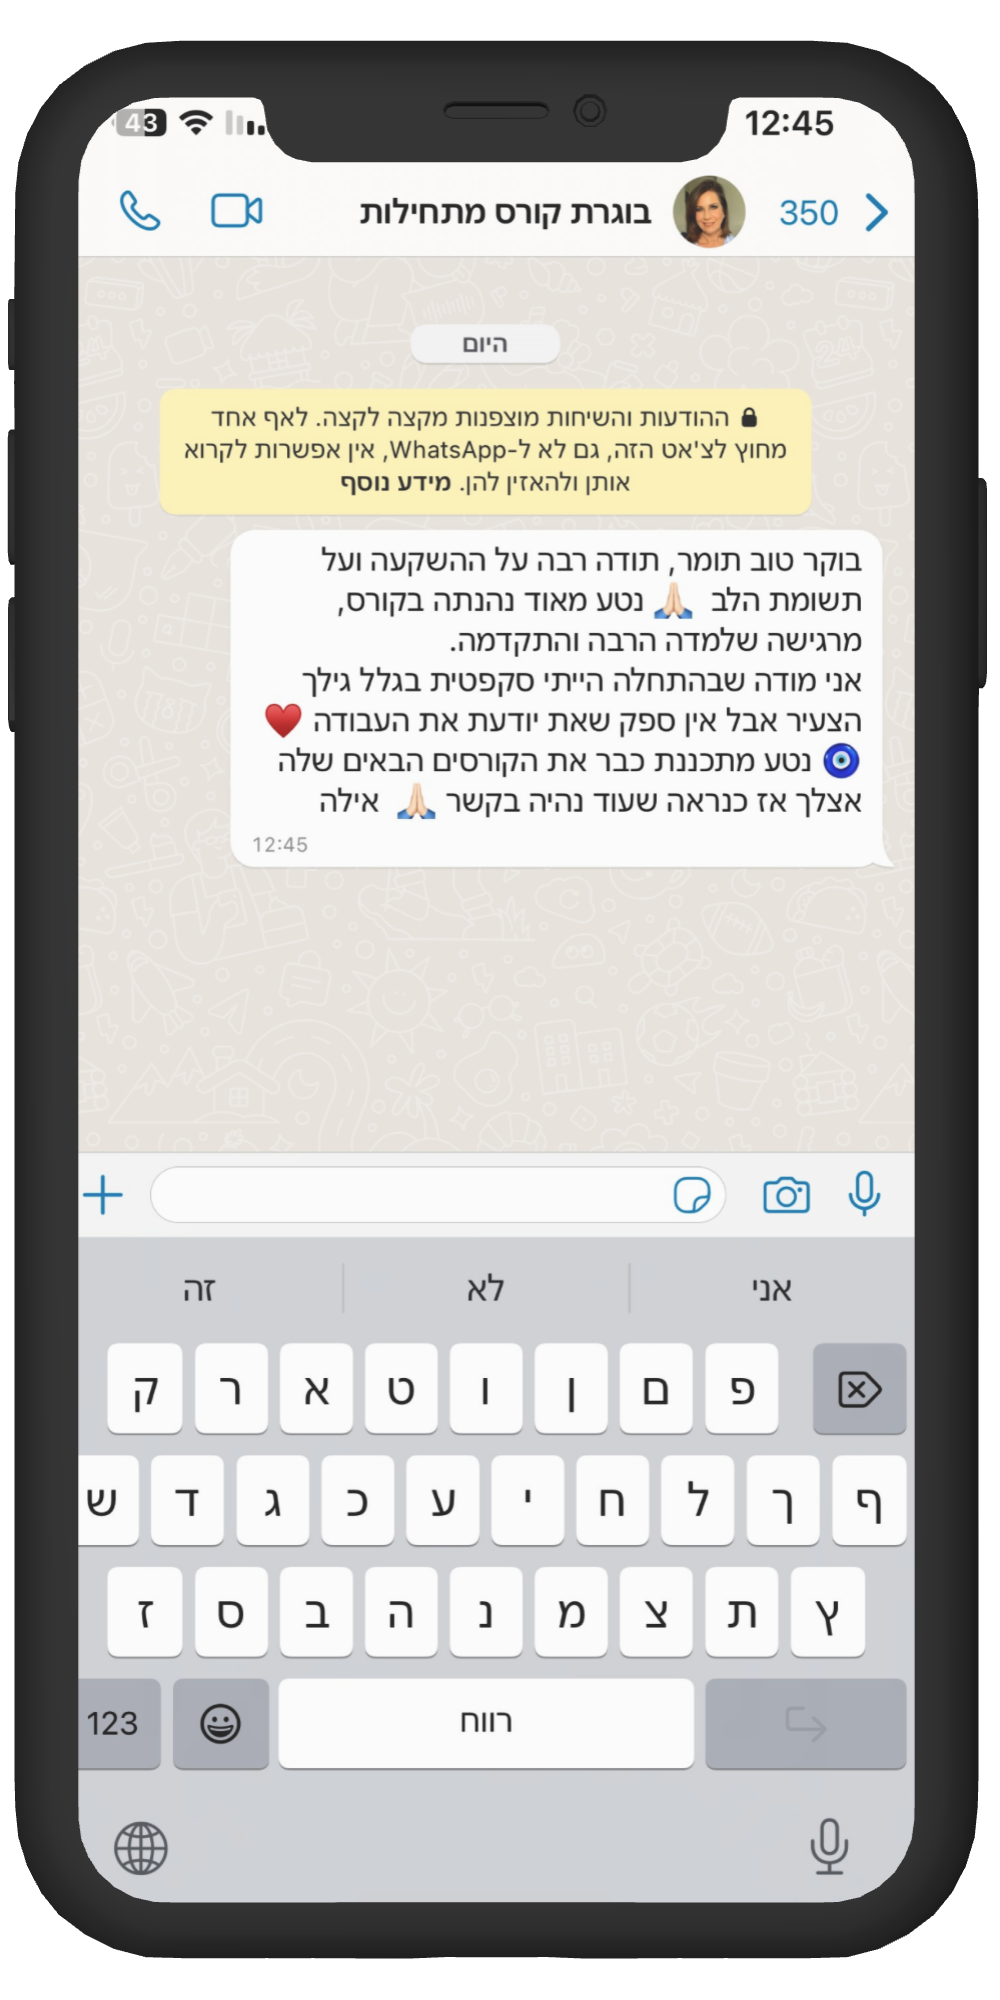 12:45
43
350
בוגרת קורס מתחילות
היום
ההודעות והשיחות מוצפנות מקצה לקצה. לאף אחד
מחוץ לצ'אט הזה, גם לא ל-WhatsApp, אין אפשרות לקרוא
אותן ולהאזין להן. מידע נוסף
בוקר טוב תומר, תודה רבה על ההשקעה ועל
תשומת הלב 🙏🏻 נטע מאוד נהנתה בקורס,
מרגישה שלמדה הרבה והתקדמה.
אני מודה שבהתחלה הייתי סקפטית בגלל גילך
הצעיר אבל אין ספק שאת יודעת את העבודה ♥️
🧿 נטע מתכננת כבר את הקורסים הבאים שלה
אצלך אז כנראה שעוד נהיה בקשר 🙏🏻 אילה
12:45
אני לא זה
ק ר א ט ו ן ם פ
ש ד ג כ ע י ח ל ך ף
ז ס ב ה נ מ צ ת ץ
123 רווח